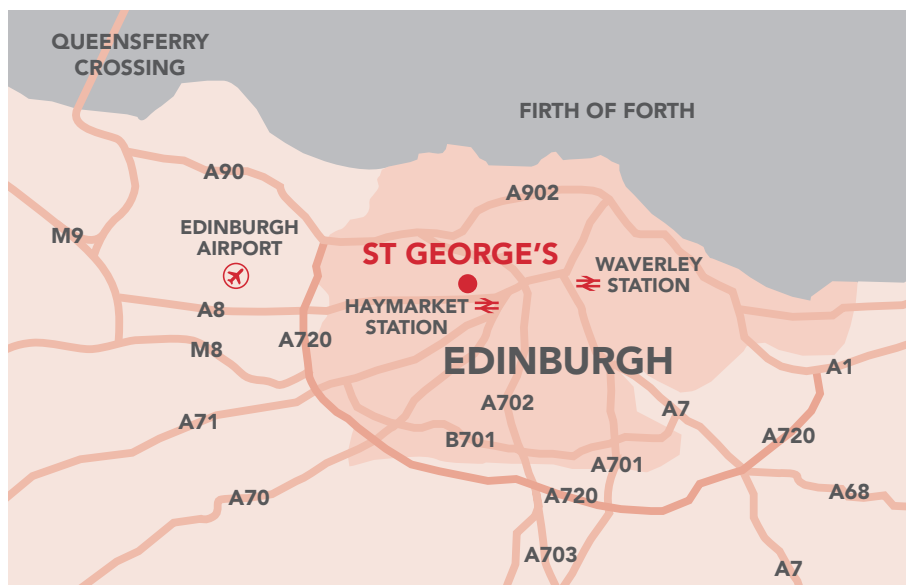 QUEENSFERRY
CROSSING
FIRTH OF FORTH
A90
A902
M9
EDINBURGH
AIRPORT
ST GEORGE'S
WAVERLEY
STATION
A8
HAYMARKET
STATION
M8
A720
EDINBURGH
A1
A71
A702
A7
B701
A720
A701
A70
A720
A68
A703
A7